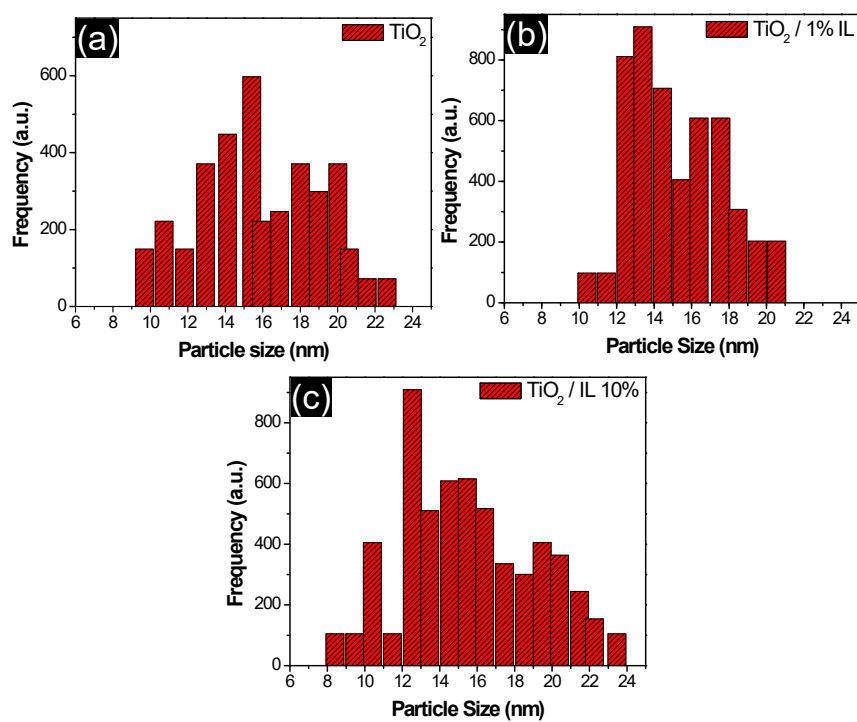 (a)
TiO2
600
400
200
0
Frequency (a.u.)
6 8 10 12 14 16 18 20 22 24
Particle size (nm)
(b)
TiO2 / 1% IL
800
600
400
200
0
Frequency (a.u.)
6 8 10 12 14 16 18 20 22 24
Particle Size (nm)
(c)
TiO2 / IL 10%
800
600
400
200
0
Frequency (a.u.)
6 8 10 12 14 16 18 20 22 24
Particle Size (nm)